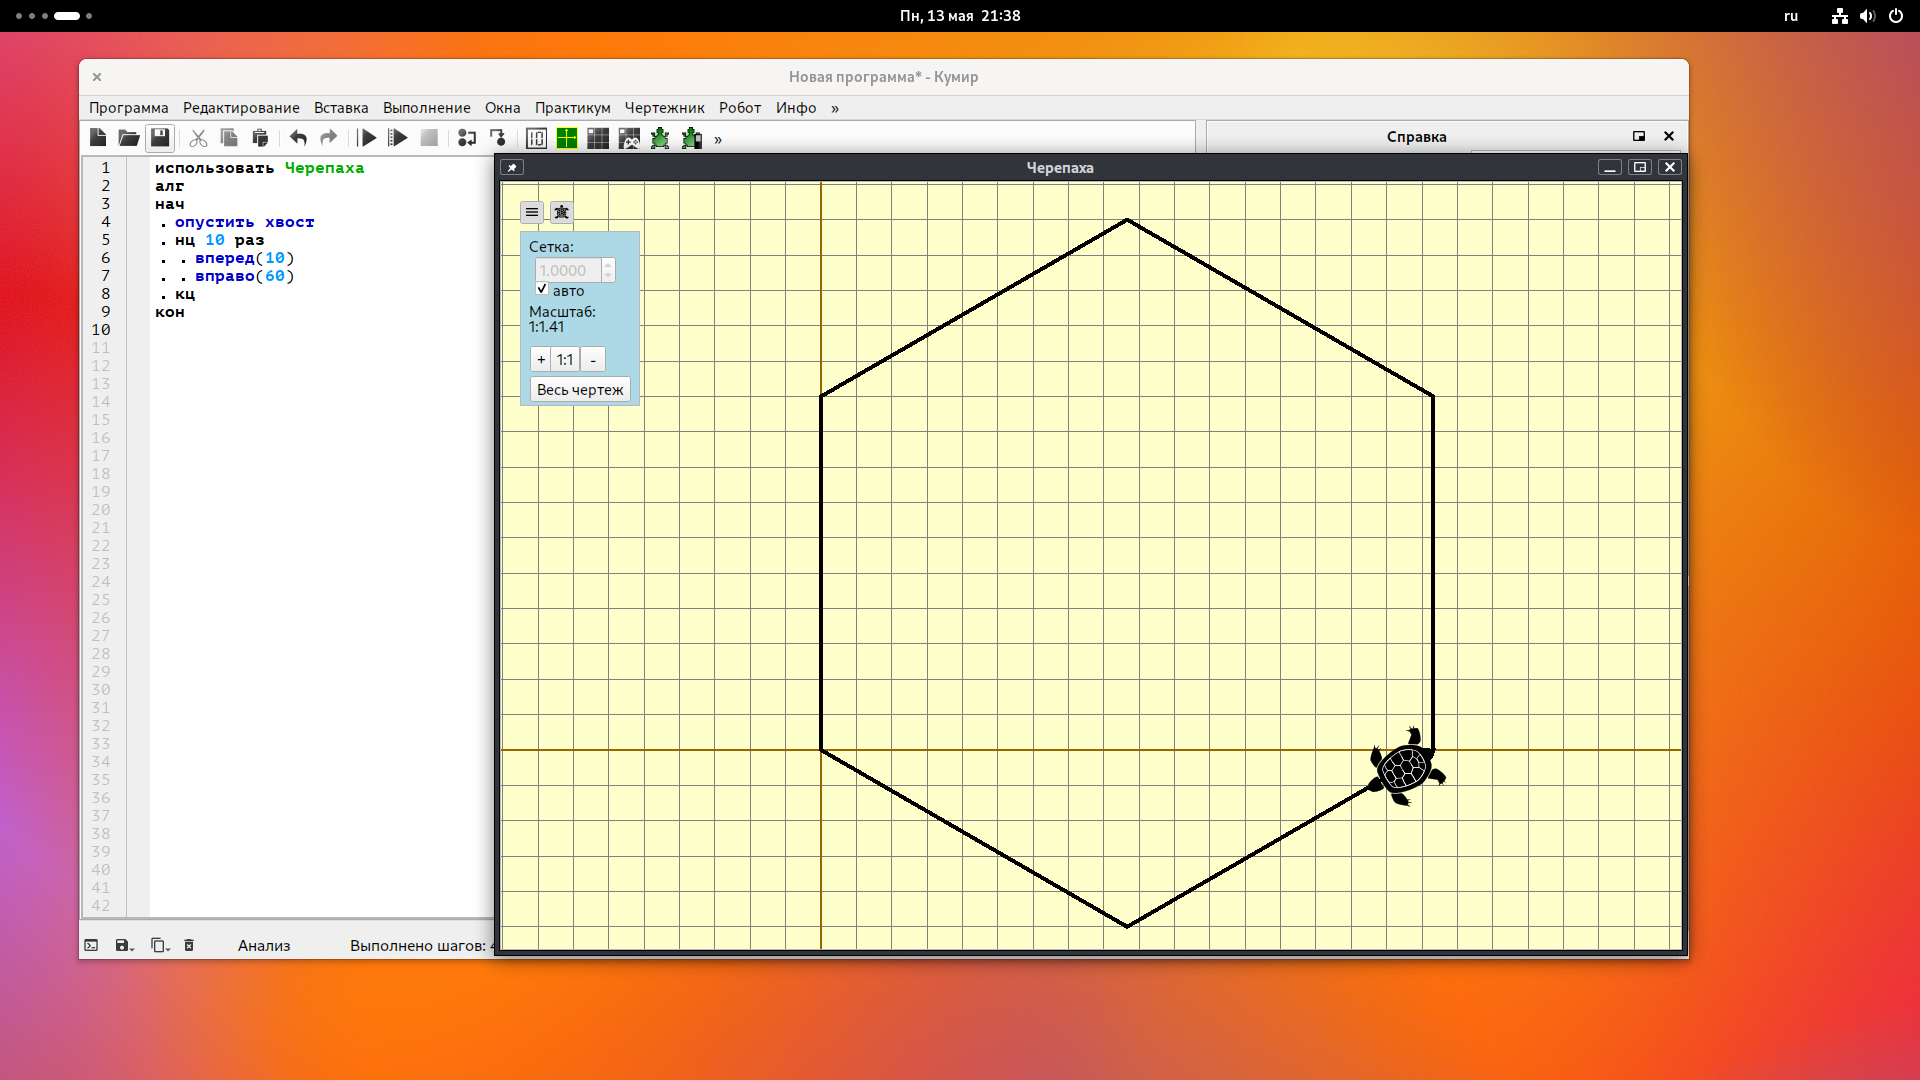 Пн, 13 мая 21:38
ru
Новая программа* - Кумир
Программа Редактирование Вставка Выполнение Окна Практикум Чертежник Робот Инфо »
»
Справка
Черепаха
1 использовать Черепаха
2 алг
3 нач
4 . опустить хвост
5 . нц 10 раз
6 . . вперед(10)
7 . . вправо(60)
8 . кц
9 кон
10
11
12
13
14
15
16
17
18
19
20
21
22
23
24
25
26
27
28
29
30
31
32
33
34
35
36
37
38
39
40
41
42
Сетка:
1.0000
авто
Масштаб:
1:1.41
+ 1:1 -
Весь чертеж
Анализ Выполнено шагов: